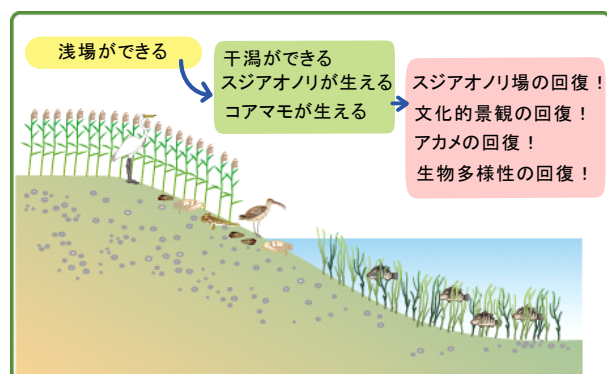 浅場ができる
干潟ができる
スジアオノリが生える
コアマモが生える
スジアオノリ場の回復！
文化的景観の回復！
アカメの回復！
生物多様性の回復！